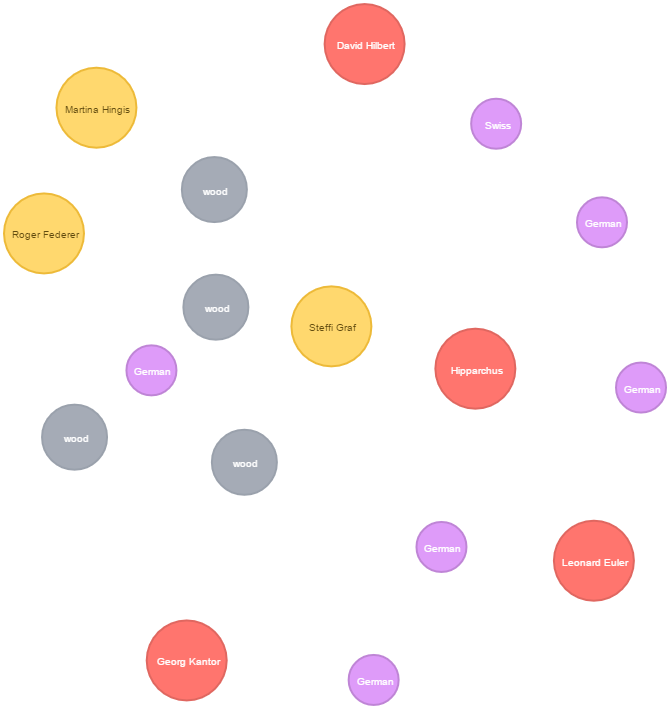 David Hilbert
Martina Hingis
Swiss
wood
German
Roger Federer
wood
Steffi Graf
German
Hipparchus
German
wood
wood
German
Leonard Euler
Georg Kantor
German